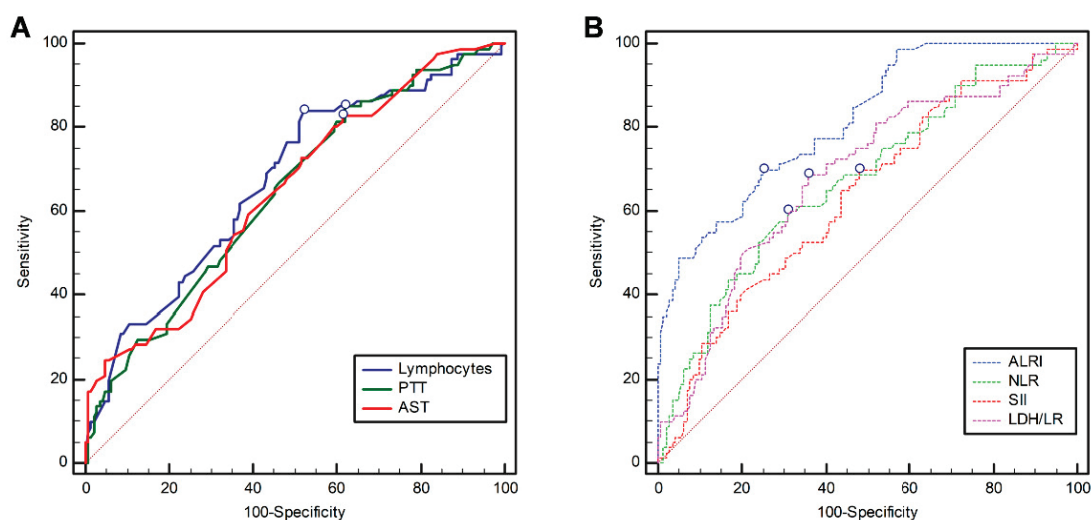 A
100
80
60
40
20
0
Sensitivity
0 20 40 60 80 100
100-Specificity
Lymphocytes
PTT
AST
B
100
80
60
40
20
0
Sensitivity
0 20 40 60 80 100
100-Specificity
ALRI
NLR
SII
LDH/LR